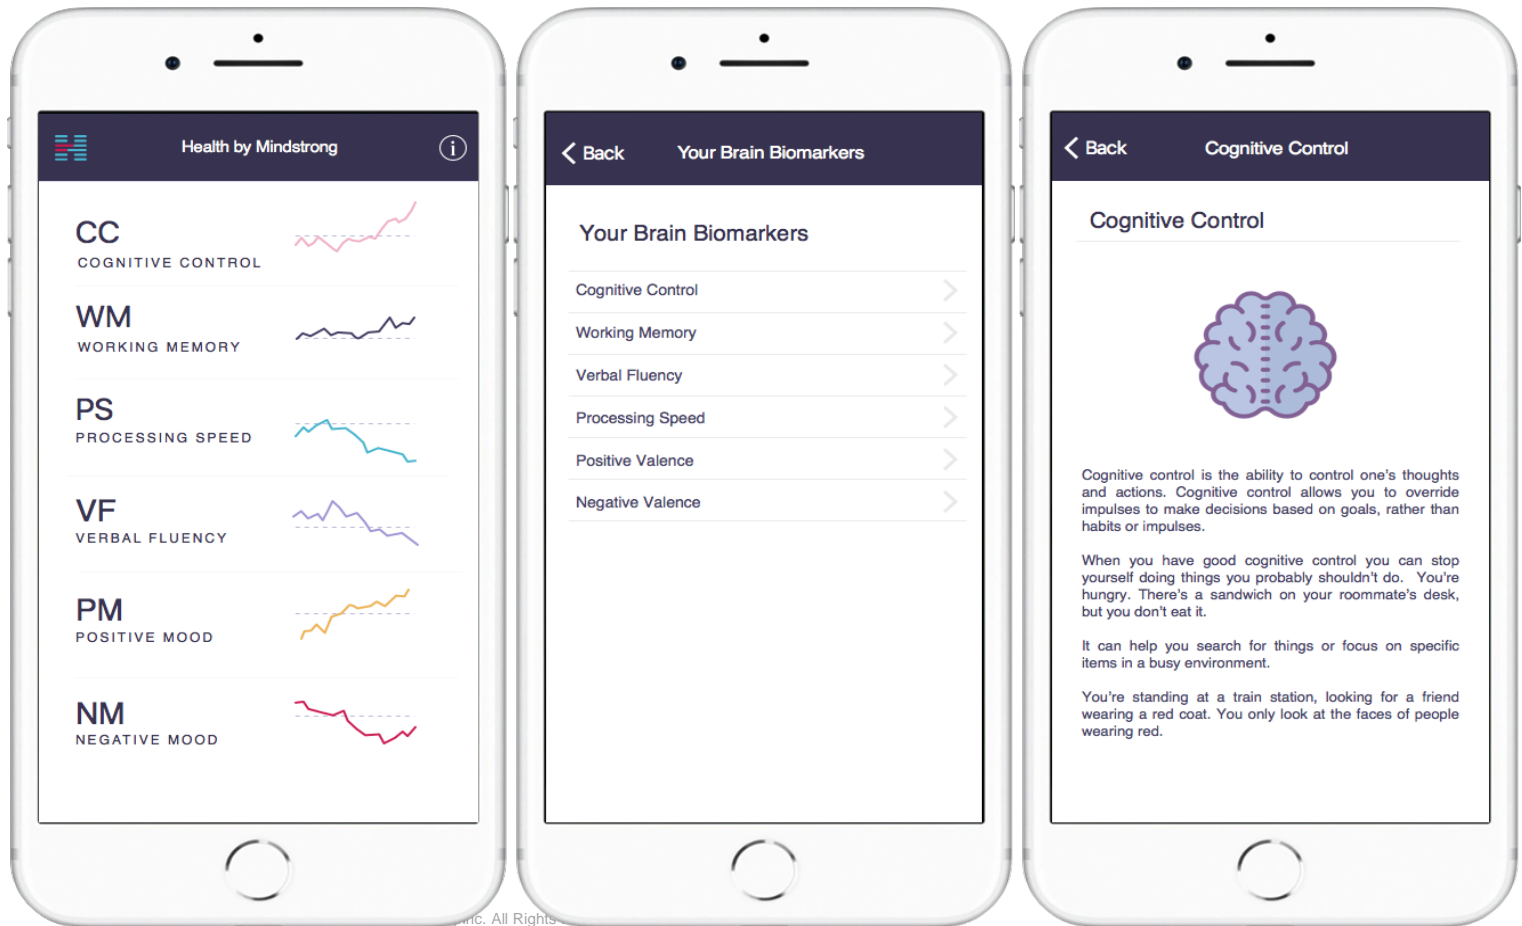 Health by Mindstrong
i
CC
COGNITIVE CONTROL
WM
WORKING MEMORY
PS
PROCESSING SPEED
VF
VERBAL FLUENCY
PM
POSITIVE MOOD
NM
NEGATIVE MOOD
Back
Your Brain Biomarkers
Your Brain Biomarkers
Cognitive Control
Working Memory
Verbal Fluency
Processing Speed
Positive Valence
Negative Valence
Back
Cognitive Control
Cognitive Control
Cognitive control is the ability to control one's thoughts
and actions. Cognitive control allows you to override
impulses to make decisions based on goals, rather than
habits or impulses.
When you have good cognitive control you can stop
yourself doing things you probably shouldn't do. You're
hungry. There's a sandwich on your roommate's desk,
but you don't eat it.
It can help you search for things or focus on specific
items in a busy environment.
You're standing at a train station, looking for a friend
wearing a red coat. You only look at the faces of people
wearing red.
All Rights